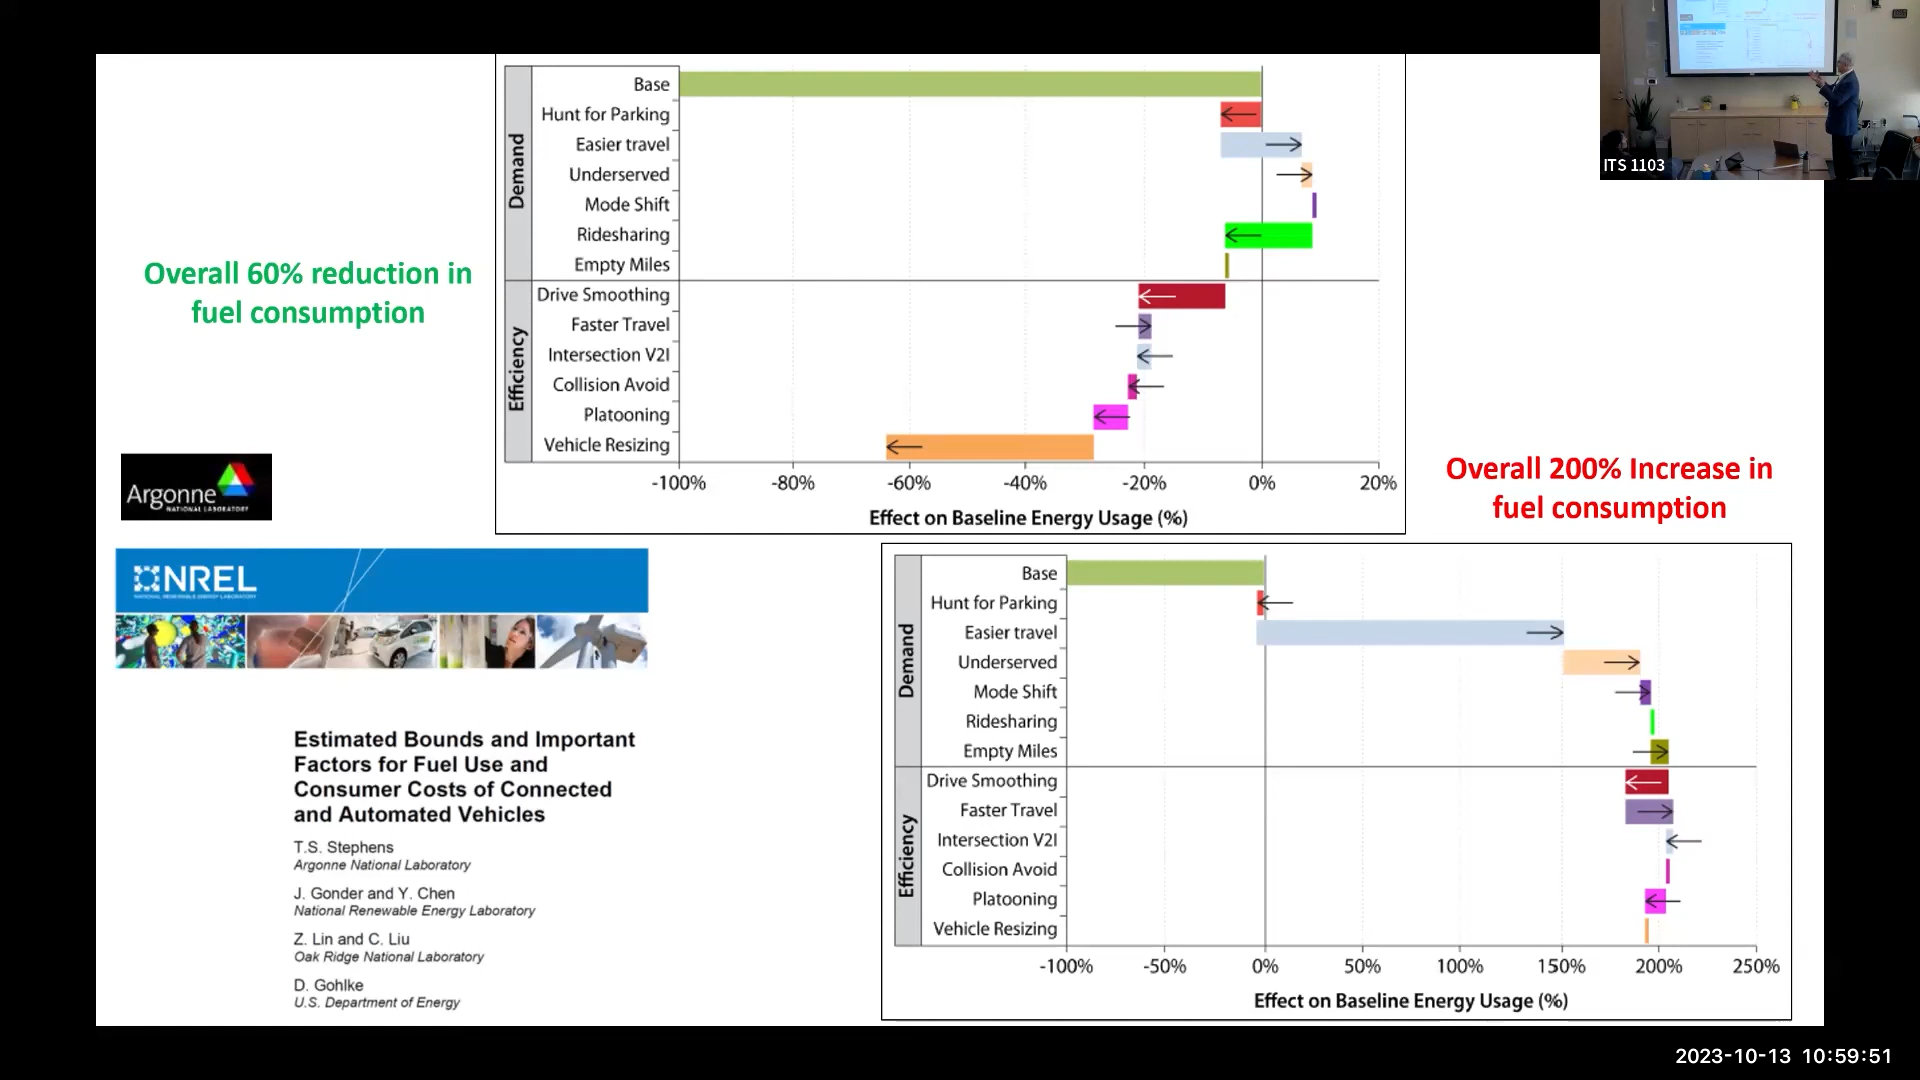 Overall 60% reduction in
fuel consumption
Demand
Base
Hunt for Parking
Easier travel
Underserved
Mode Shift
Ridesharing
Empty Miles
Efficiency
Drive Smoothing
Faster Travel
Intersection V2I
Collision Avoid
Platooning
Vehicle Resizing
-100% -80% -60% -40% -20% 0% 20%
Effect on Baseline Energy Usage (%)
ITS 1103
Argonne
NATIONAL LABORATORY
Overall 200% Increase in
fuel consumption
NREL
NATIONAL RENEWABLE ENERGY LABORATORY
Estimated Bounds and Important
Factors for Fuel Use and
Consumer Costs of Connected
and Automated Vehicles
T.S. Stephens
Argonne National Laboratory
J. Gonder and Y. Chen
National Renewable Energy Laboratory
Z. Lin and C. Liu
Oak Ridge National Laboratory
D. Gohlke
U.S. Department of Energy
Demand
Base
Hunt for Parking
Easier travel
Underserved
Mode Shift
Ridesharing
Empty Miles
Efficiency
Drive Smoothing
Faster Travel
Intersection V2I
Collision Avoid
Platooning
Vehicle Resizing
-100% -50% 0% 50% 100% 150% 200% 250%
Effect on Baseline Energy Usage (%)
2023-10-13 10:59:51